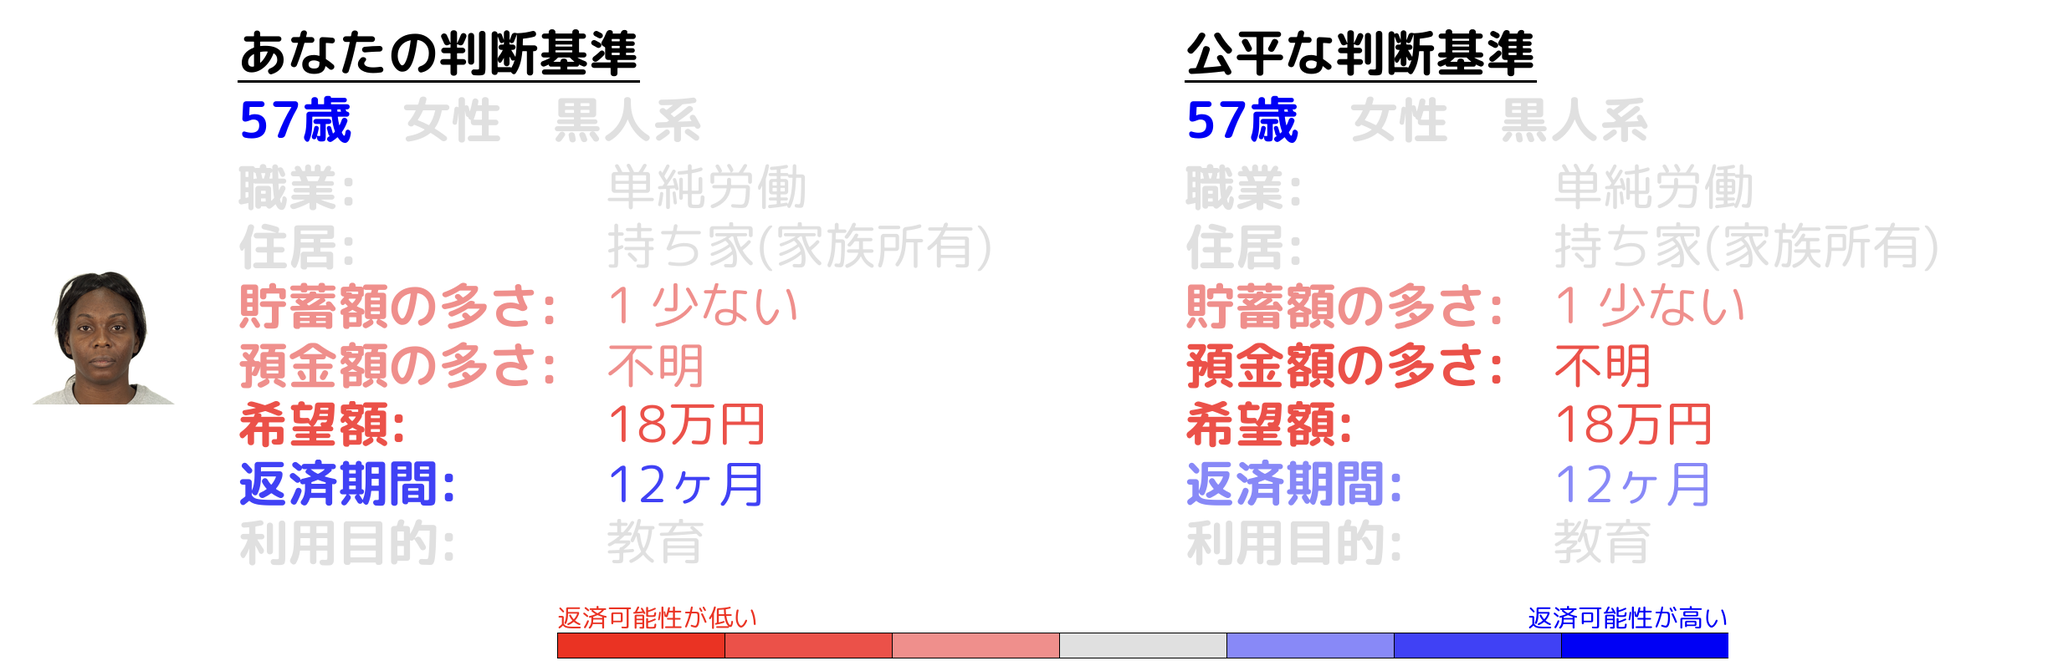 あなたの判断基準
57歳 女性 黒人系
職業: 単純労働
住居: 持ち家(家族所有)
貯蓄額の多さ: 1 少ない
預金額の多さ: 不明
希望額: 18万円
返済期間: 12ヶ月
利用目的: 教育
公平な判断基準
57歳 女性 黒人系
職業: 単純労働
住居: 持ち家(家族所有)
貯蓄額の多さ: 1 少ない
預金額の多さ: 不明
希望額: 18万円
返済期間: 12ヶ月
利用目的: 教育
返済可能性が低い
返済可能性が高い